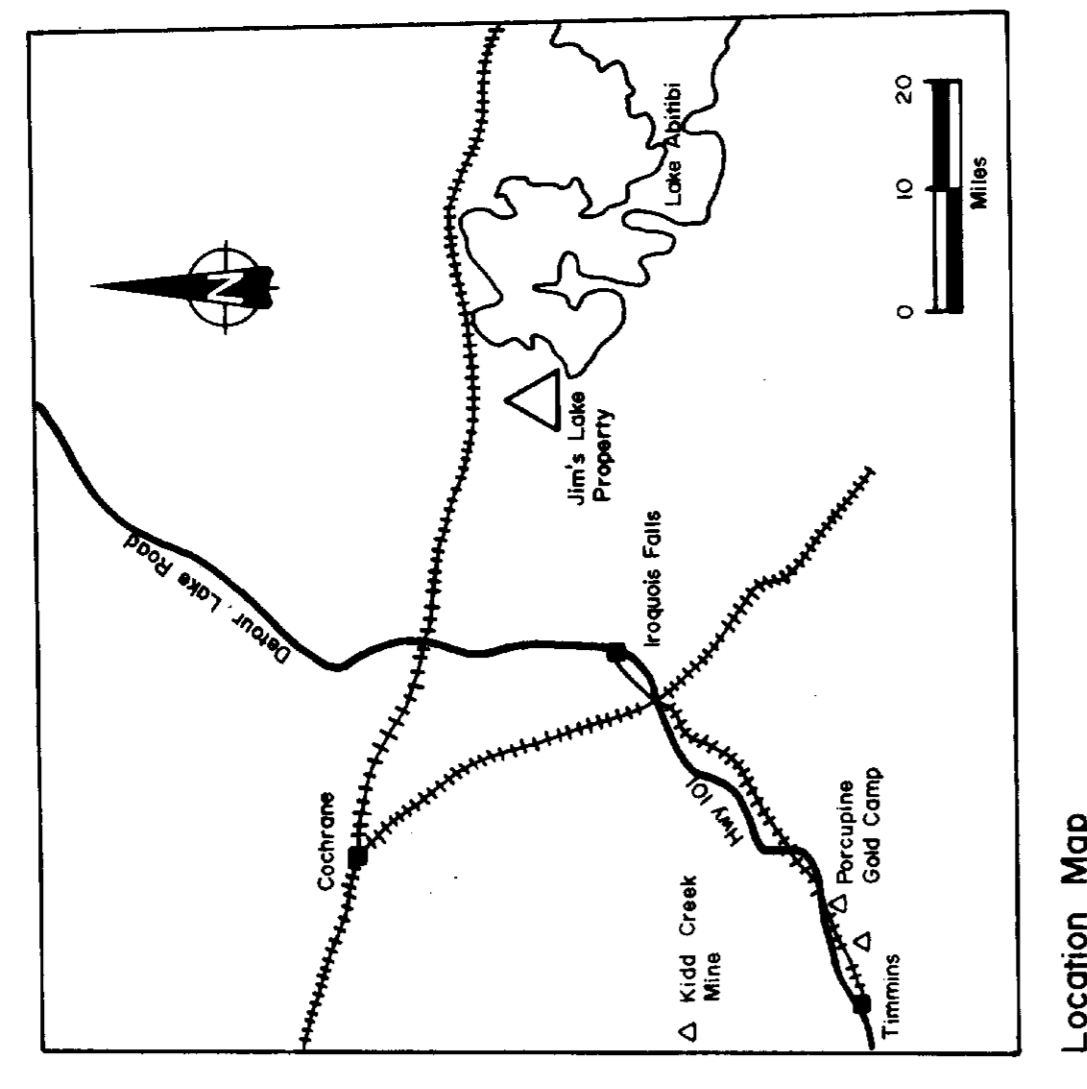 Detour Lake Road
N
Cochrane
Lake Abitibi
Jim's Lake
Property
Iroquois Falls
Hwy 101
Kidd Creek
Mine
Porcupine
Gold Camp
Timmins
0 10 20
Miles
Location Map